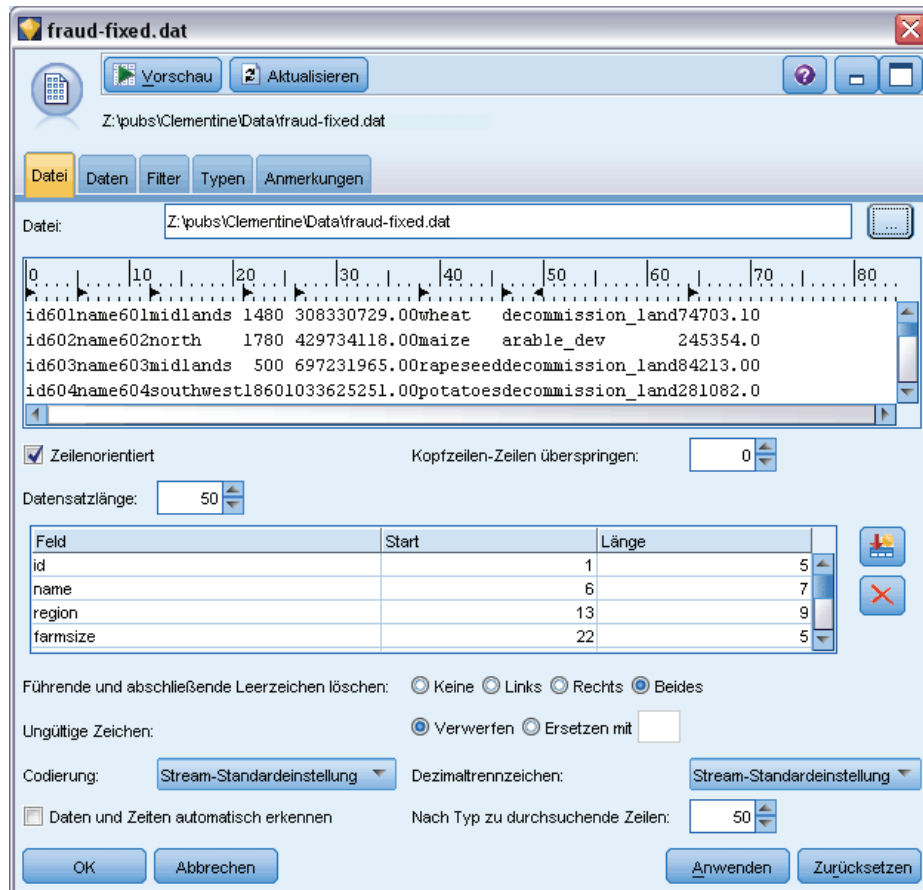 fraud-fixed.dat
Vorschau Aktualisieren
Z:\pubs\Clementine\Data\fraud-fixed.dat
Datei Daten Filter Typen Anmerkungen
Datei: Z:\pubs\Clementine\Data\fraud-fixed.dat ...
0 10 20 30 40 50 60 70 80
id601name601midlands 1480 308330729.00wheat decommission_land74703.10
id602name602north 1780 429734118.00maize arable_dev 245354.0
id603name603midlands 500 697231965.00rapeseeddecommission_land84213.00
id604name604southwest18601033625251.00potatoesdecommission_land281082.0
Zeilenorientiert Kopfzeilen-Zeilen überspringen: 0
Datensatzlänge: 50
Feld Start Länge
id 1 5
name 6 7
region 13 9
farmsize 22 5
Führende und abschließende Leerzeichen löschen: Keine Links Rechts Beides
Ungültige Zeichen: Verwerfen Ersetzen mit
Codierung: Stream-Standardeinstellung Dezimaltrennzeichen: Stream-Standardeinstellung
Daten und Zeiten automatisch erkennen Nach Typ zu durchsuchende Zeilen: 50
OK Abbrechen Anwenden Zurücksetzen